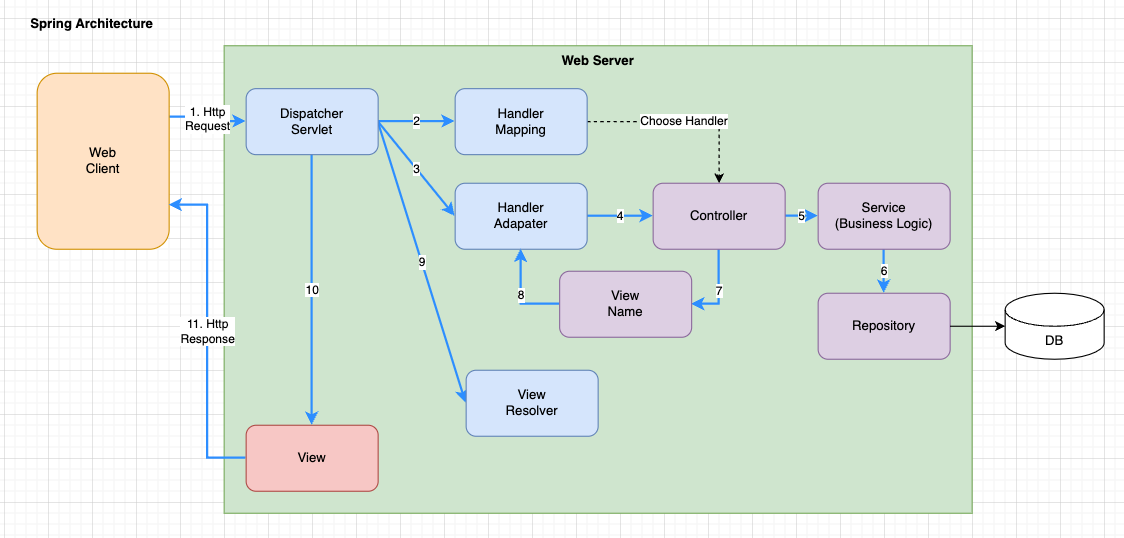 Spring Architecture
Web Server
Web
Client
1. Http
Request
Dispatcher
Servlet
2
Handler
Mapping
Choose Handler
3
Handler
Adapater
4
Controller
5
Service
(Business Logic)
6
Repository
DB
7
View
Name
8
9
View
Resolver
10
View
11. Http
Response